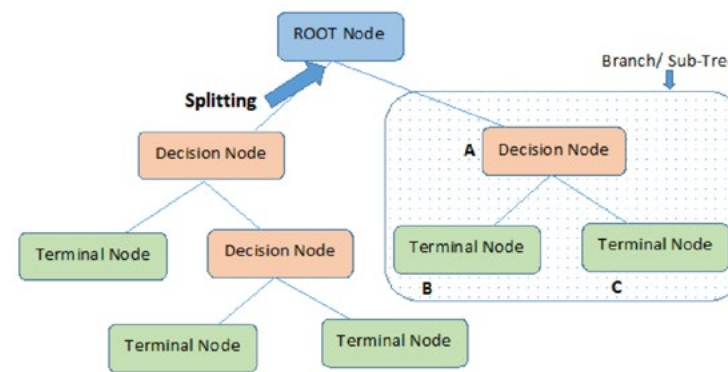 ROOT Node
Branch/ Sub-Tree
Splitting
Decision Node
A
Decision Node
Terminal Node
Decision Node
Terminal Node
Terminal Node
B
C
Terminal Node
Terminal Node